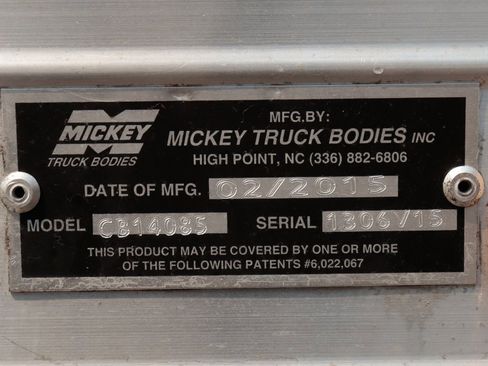 MICKEY
TRUCK BODIES
MFG.BY:
MICKEY TRUCK BODIES INC
HIGH POINT, NC (336) 882-6806
DATE OF MFG. 02/2015
MODEL CB14085 SERIAL 1306V15
THIS PRODUCT MAY BE COVERED BY ONE OR MORE
OF THE FOLLOWING PATENTS #6,022,067